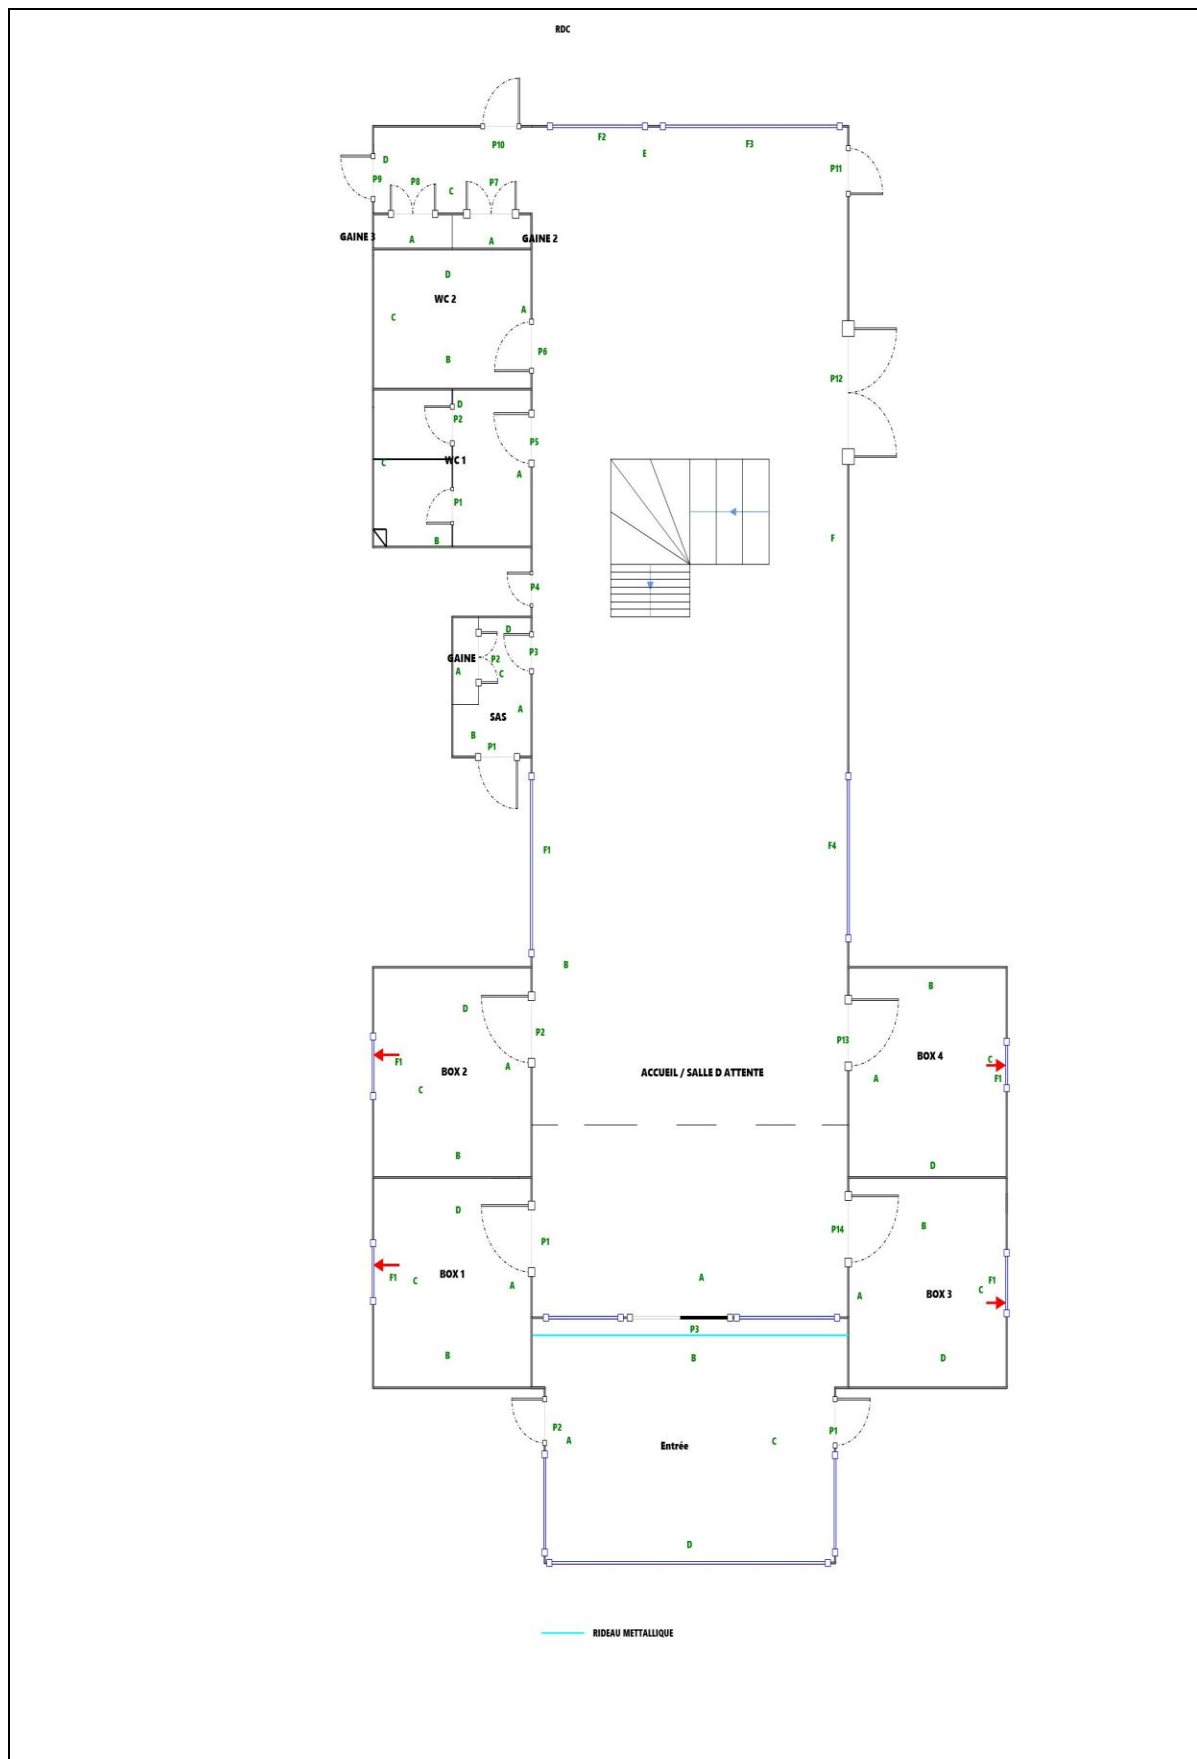 RDC
F2
P10
F3
E
D
P11
P9
P8
P7
C
GAINE 3
A
A
GAINE 2
D
WC 2
A
C
P6
B
P12
D
P2
P5
C
WC 1
A
P1
B
F
P4
D
P3
GAINE
P2
A
C
A
SAS
B
P1
F1
F4
B
D
P2
B
P13
BOX 4
C
F1
F1
A
BOX 2
ACCUEIL / SALLE D ATTENTE
A
C
B
D
D
B
P1
P14
BOX 1
F1
C
A
A
F1
C
BOX 3
A
P3
B
B
D
P2
A
Entrée
C
P1
D
RIDEAU METTALLIQUE